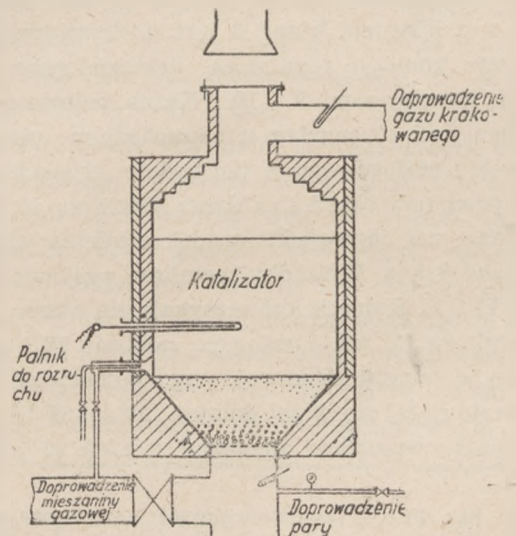 Odprowadzenie
gazu krako-
wanego
Katalizator
Palnik
do rozru
chu
Doprowadzenie
mieszaniny
gazowej
Doprowadzenie
pary